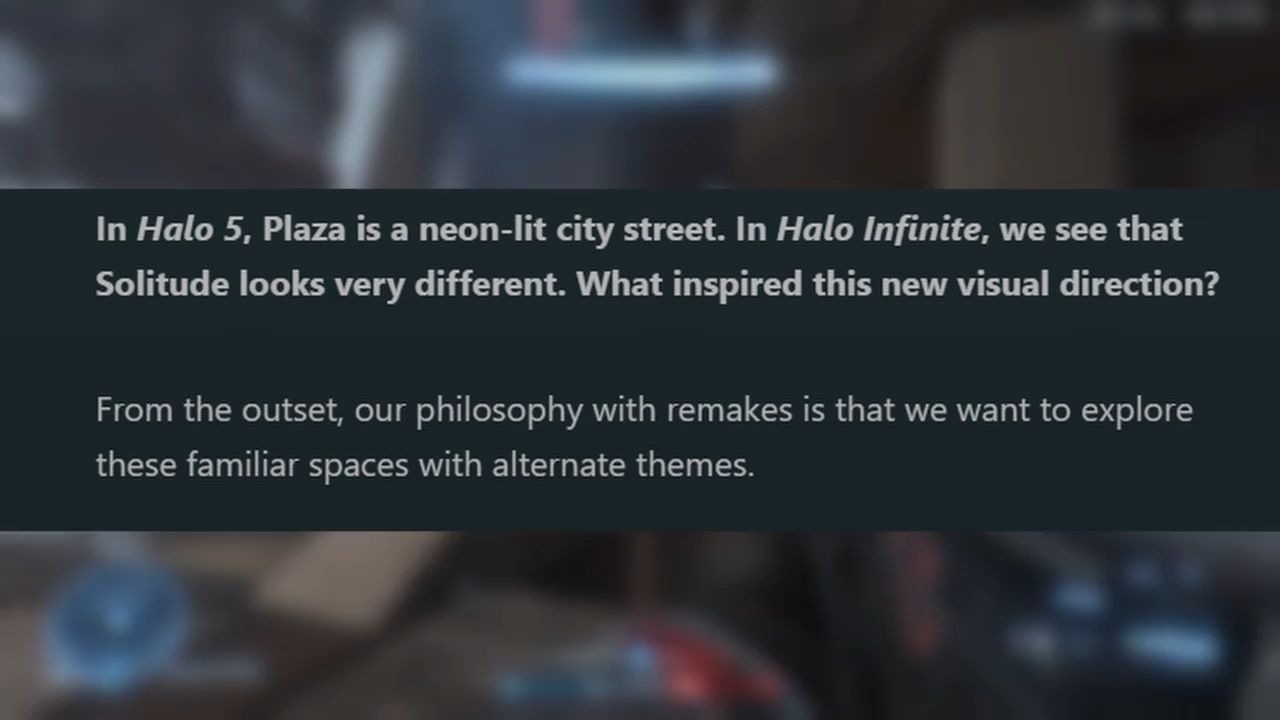 In Halo 5, Plaza is a neon-lit city street. In Halo Infinite, we see that
Solitude looks very different. What inspired this new visual direction?
From the outset, our philosophy with remakes is that we want to explore
these familiar spaces with alternate themes.